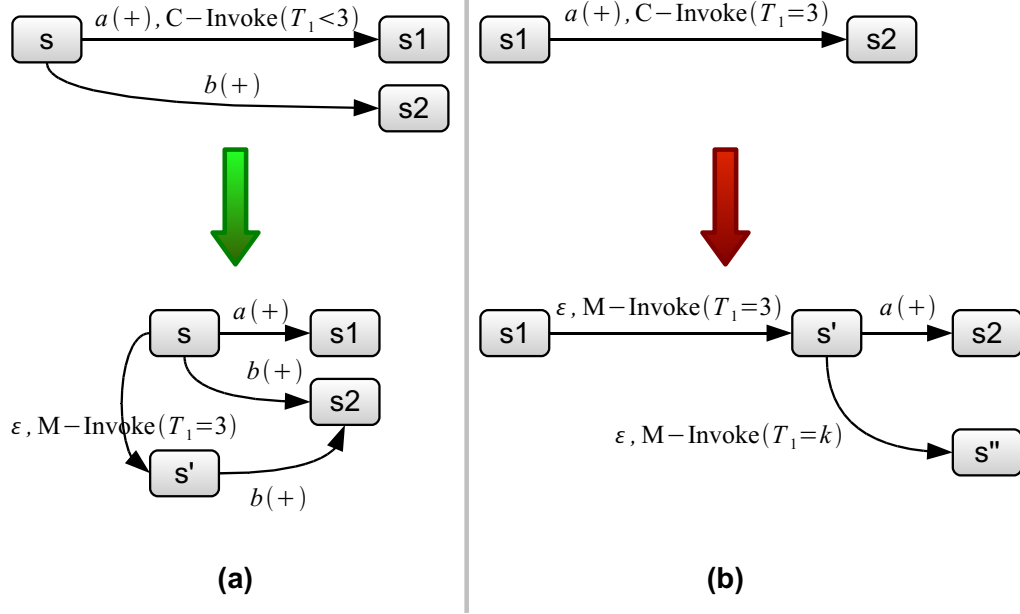 a(+), C−Invoke(T₁<3)
s
s1
b(+)
s2
s
a(+)
s1
b(+)
s2
ε, M−Invoke(T₁=3)
s'
b(+)
(a)
a(+), C−Invoke(T₁=3)
s1
s2
ε, M−Invoke(T₁=3)
a(+)
s1
s'
s2
ε, M−Invoke(T₁=k)
s''
(b)